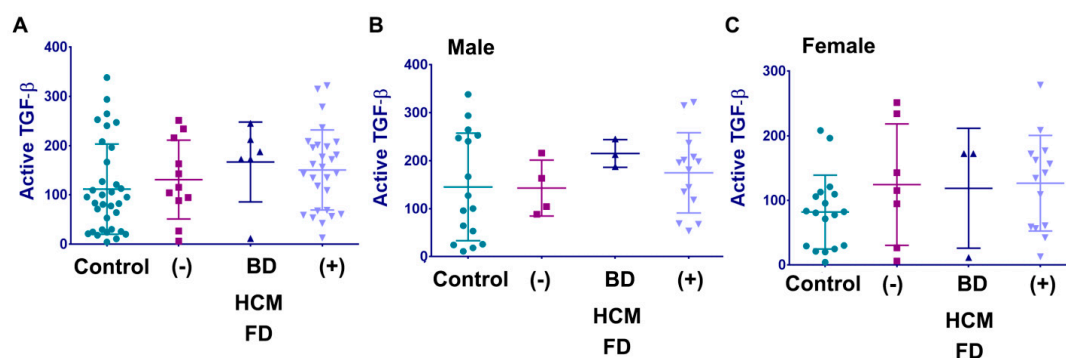 A
Active TGF-β
400
300
200
100
0
Control (-) BD (+)
HCM
FD
B
Male
Active TGF-β
400
300
200
100
0
Control (-) BD (+)
HCM
FD
C
Female
Active TGF-β
300
200
100
0
Control (-) BD (+)
HCM
FD